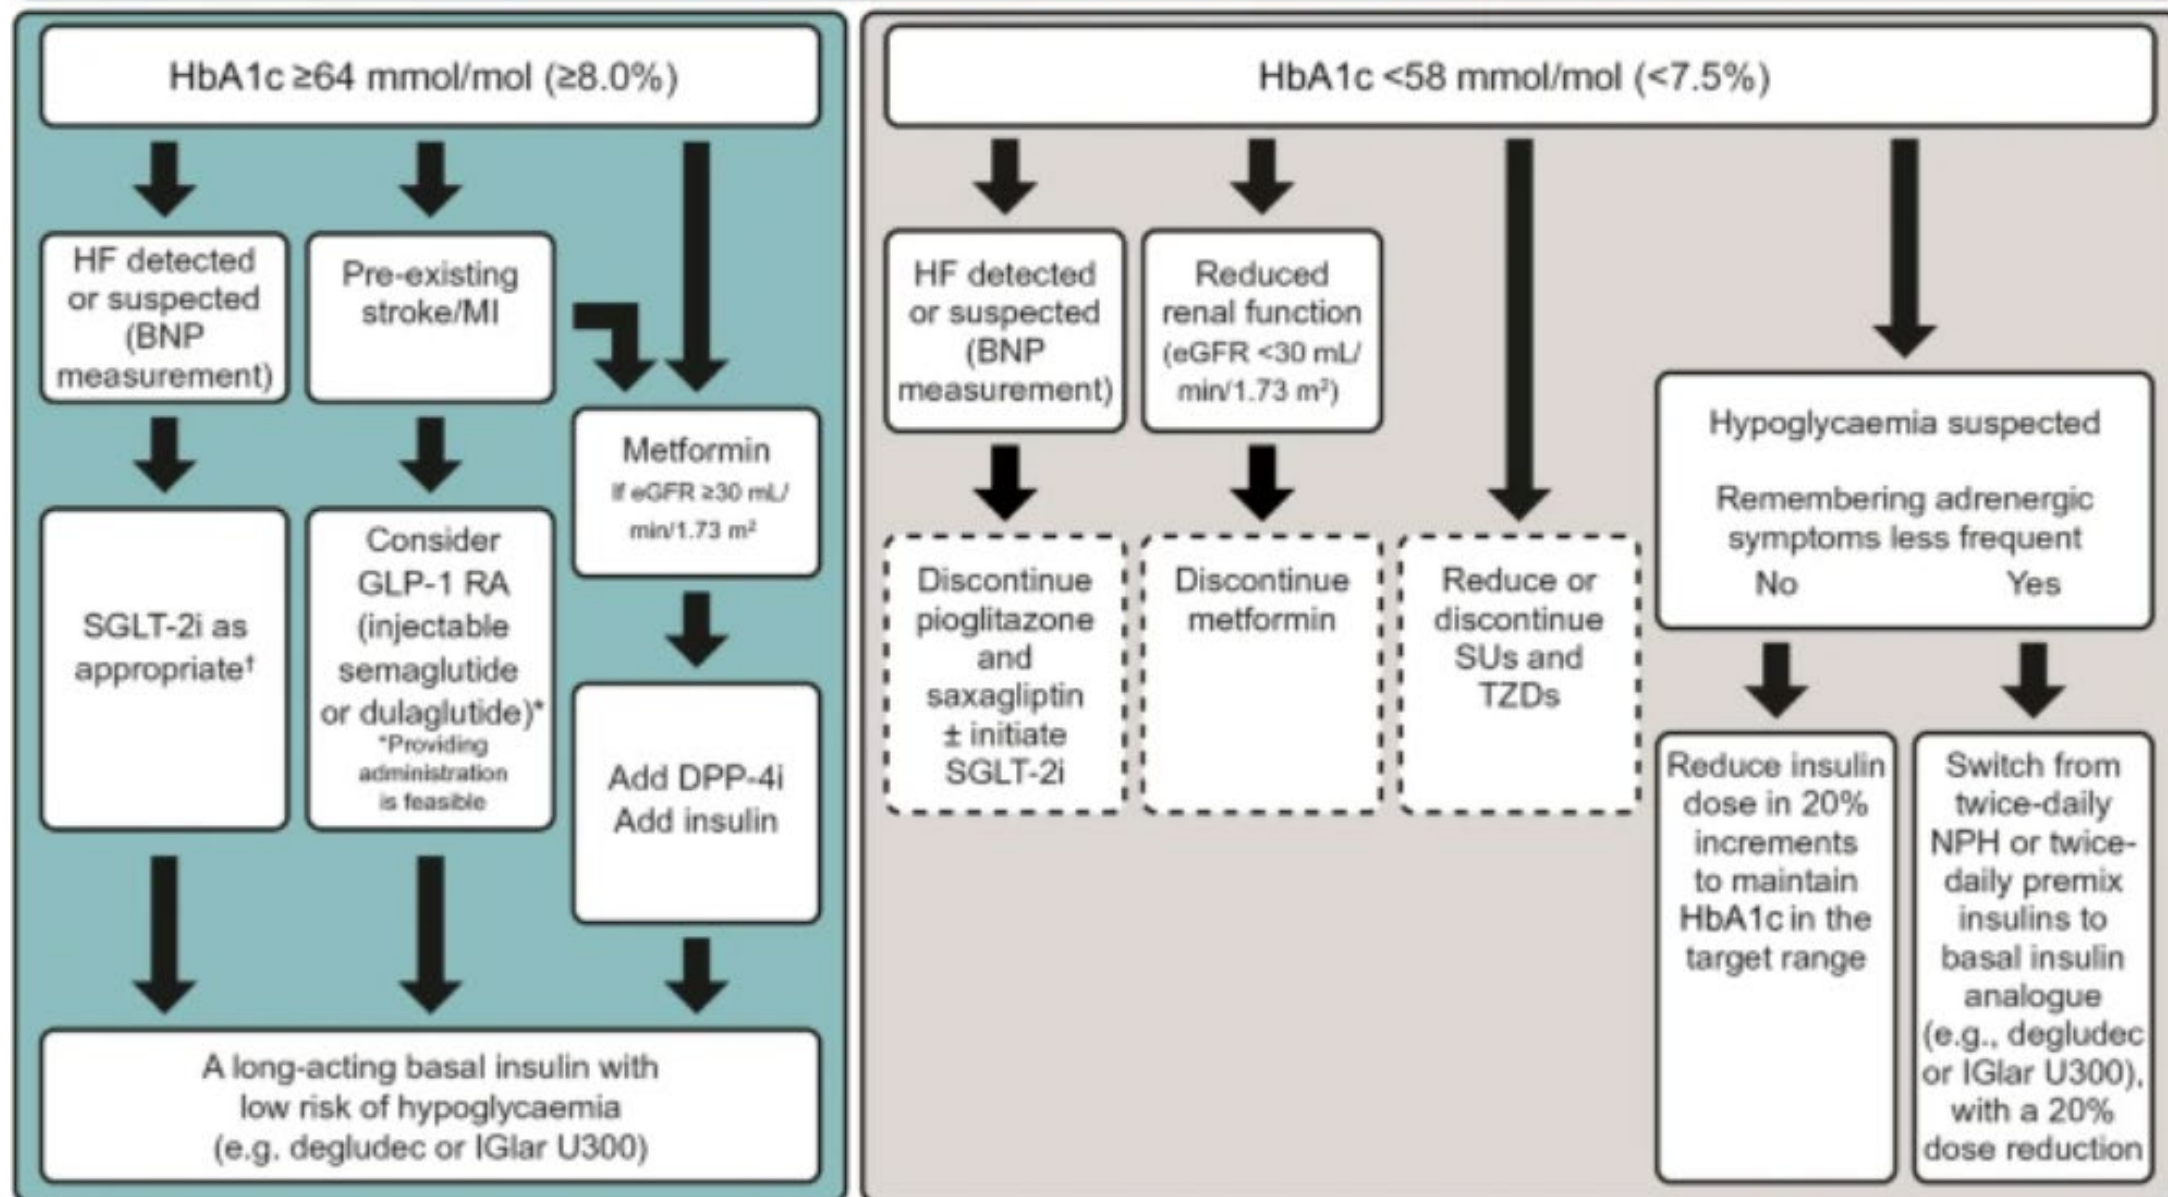 HbA1c ≥64 mmol/mol (≥8.0%)
HF detected
or suspected
(BNP
measurement)
Pre-existing
stroke/MI
Metformin
If eGFR ≥30 mL/
min/1.73 m²
SGLT-2i as
appropriate†
Consider
GLP-1 RA
(injectable
semaglutide
or dulaglutide)*
*Providing
administration
is feasible
Add DPP-4i
Add insulin
A long-acting basal insulin with
low risk of hypoglycaemia
(e.g. degludec or IGlar U300)
HbA1c <58 mmol/mol (<7.5%)
HF detected
or suspected
(BNP
measurement)
Reduced
renal function
(eGFR <30 mL/
min/1.73 m²)
Discontinue
pioglitazone
and
saxagliptin
± initiate
SGLT-2i
Discontinue
metformin
Reduce or
discontinue
SUs and
TZDs
Hypoglycaemia suspected
Remembering adrenergic
symptoms less frequent
No Yes
Reduce insulin
dose in 20%
increments
to maintain
HbA1c in the
target range
Switch from
twice-daily
NPH or twice-
daily premix
insulins to
basal insulin
analogue
(e.g., degludec
or IGlar U300),
with a 20%
dose reduction